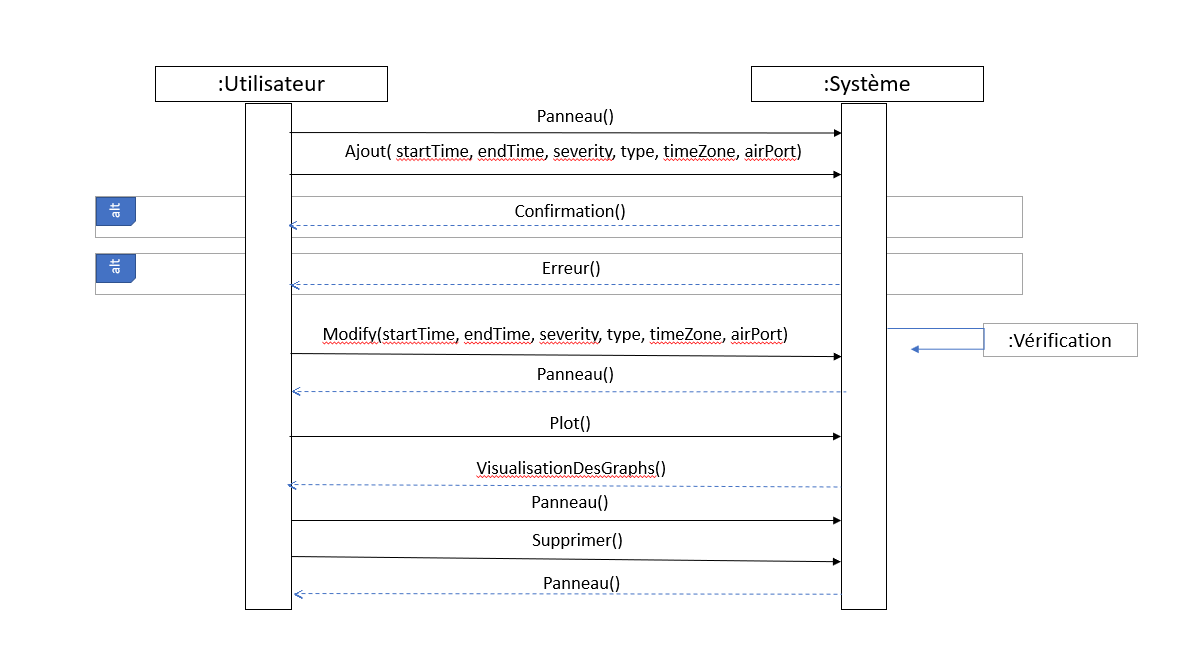 :Utilisateur
:Système
Panneau()
Ajout( startTime, endTime, severity, type, timeZone, airPort)
alt
Confirmation()
alt
Erreur()
Modify(startTime, endTime, severity, type, timeZone, airPort)
:Vérification
Panneau()
Plot()
VisualisationDesGraphs()
Panneau()
Supprimer()
Panneau()